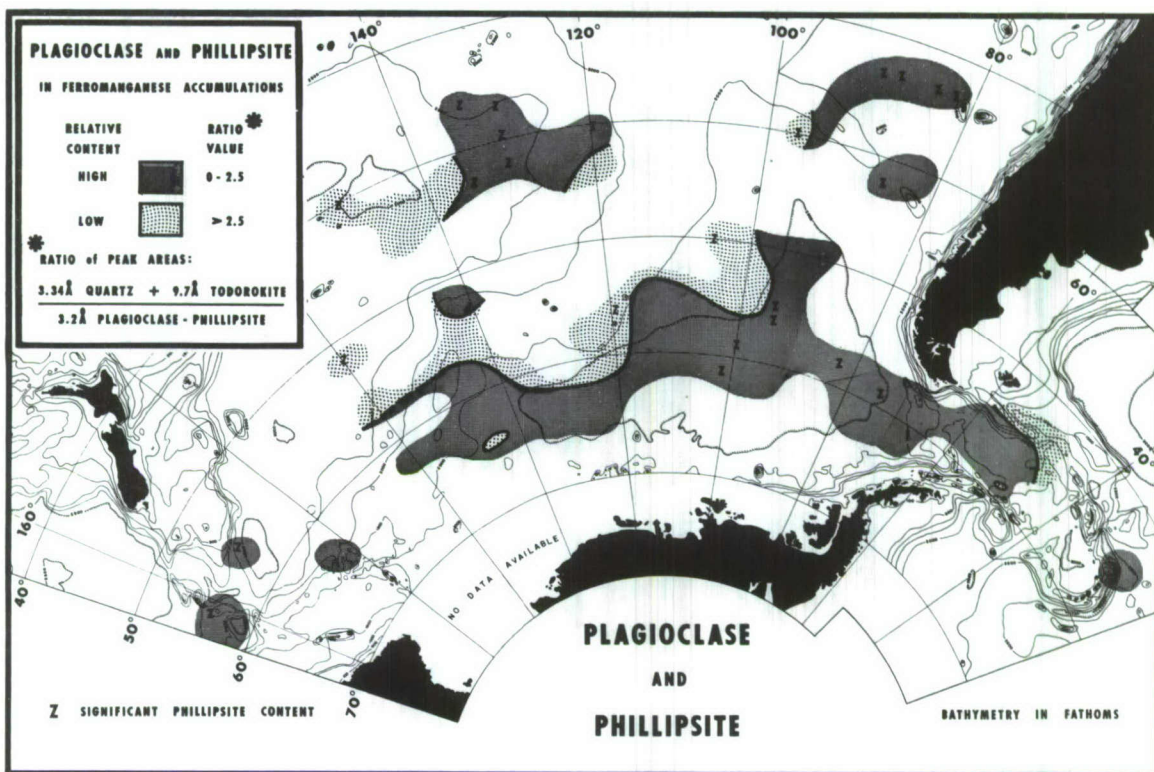 PLAGIOCLASE AND PHILLIPSITE
IN FERROMANGANESE ACCUMULATIONS
RELATIVE CONTENT
RATIO VALUE *
HIGH 0 - 2.5
LOW > 2.5
* RATIO of PEAK AREAS:
3.34Å QUARTZ + 9.7Å TODOROKITE
3.2Å PLAGIOCLASE - PHILLIPSITE
140°
120°
100°
80°
60°
40°
160°
40°
50°
60°
70°
NO DATA AVAILABLE
PLAGIOCLASE
AND
PHILLIPSITE
Z SIGNIFICANT PHILLIPSITE CONTENT
BATHYMETRY IN FATHOMS